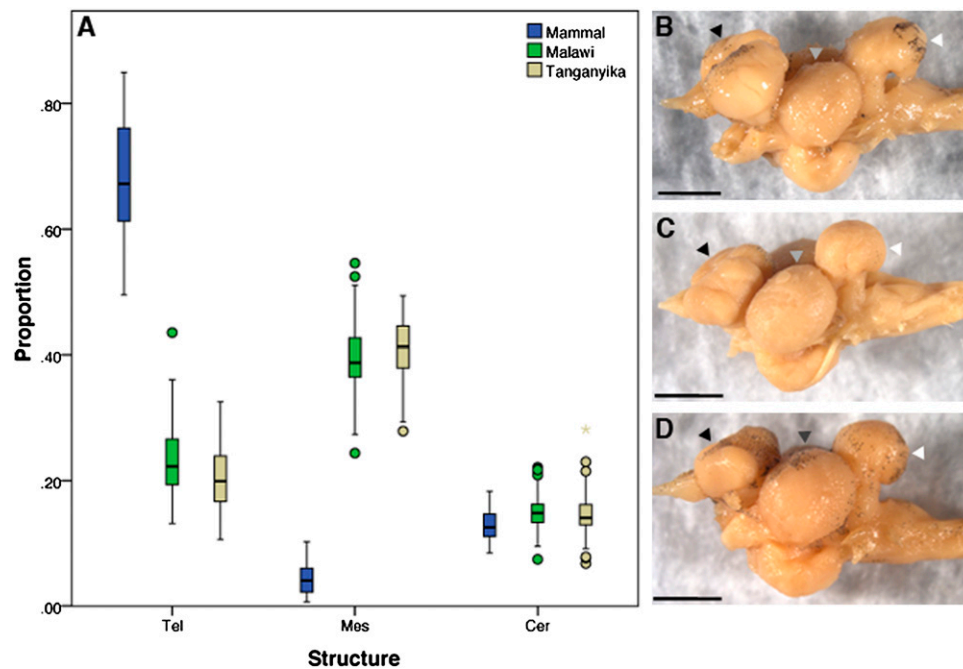 A
Mammal
Malawi
Tanganyika
.80
.60
.40
.20
.00
Proportion
Tel
Mes
Cer
Structure
B
C
D